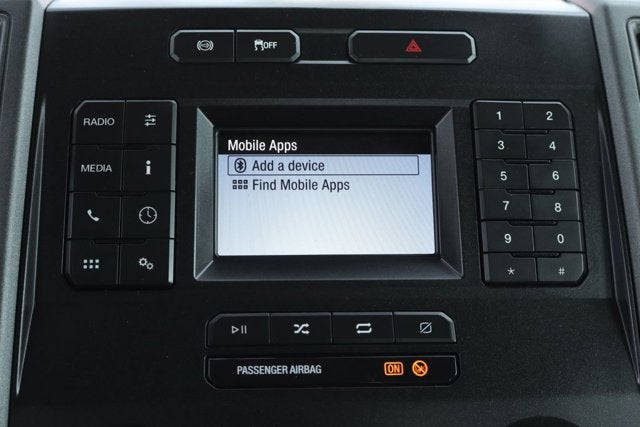 OFF
RADIO
MEDIA
i
Mobile Apps
Add a device
Find Mobile Apps
1 2
3 4
5 6
7 8
9 0
* #
PASSENGER AIRBAG ON